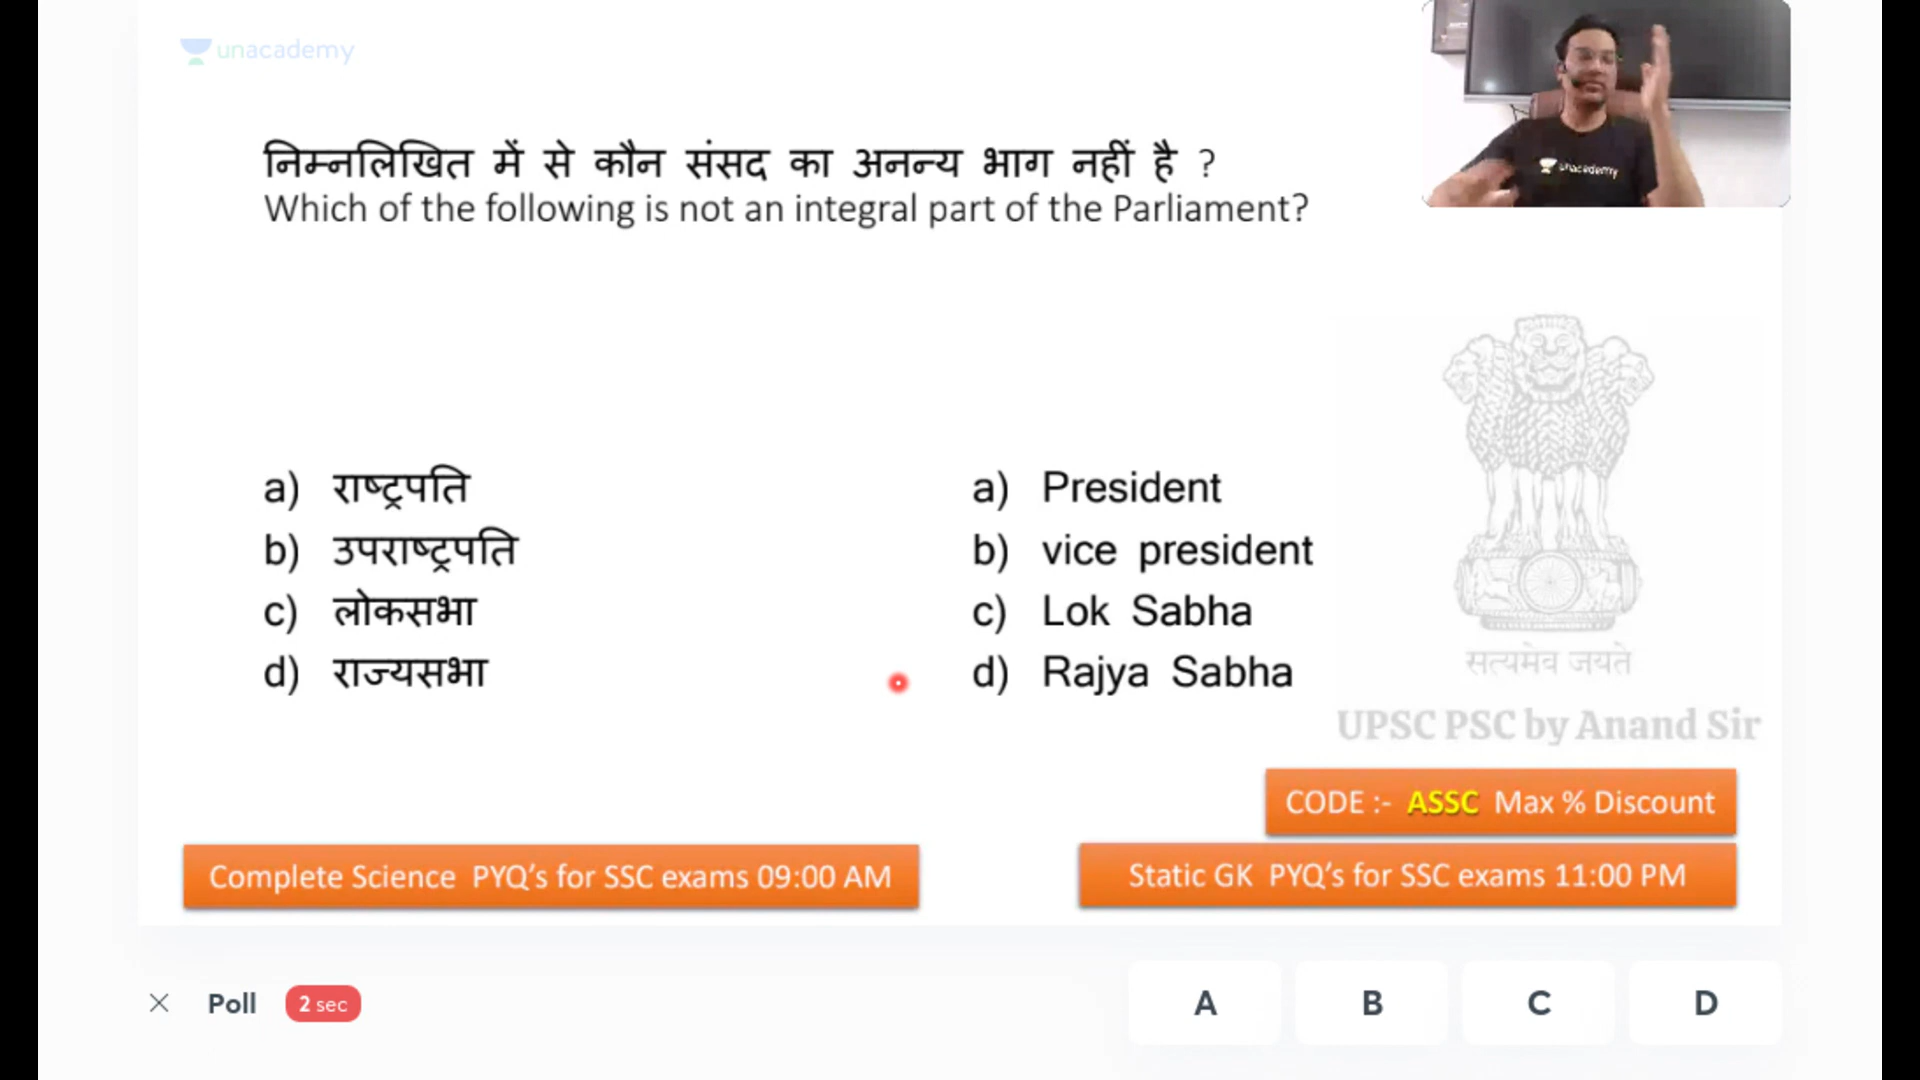 unacademy
निम्नलिखित में से कौन संसद का अनन्य भाग नहीं है ?
Which of the following is not an integral part of the Parliament?
unacademy
a) राष्ट्रपति
b) उपराष्ट्रपति
c) लोकसभा
d) राज्यसभा
a) President
b) vice president
c) Lok Sabha
d) Rajya Sabha
सत्यमेव जयते
UPSC PSC by Anand Sir
CODE :- ASSC Max % Discount
Complete Science PYQ's for SSC exams 09:00 AM
Static GK PYQ's for SSC exams 11:00 PM
Poll 2 sec
A B C D